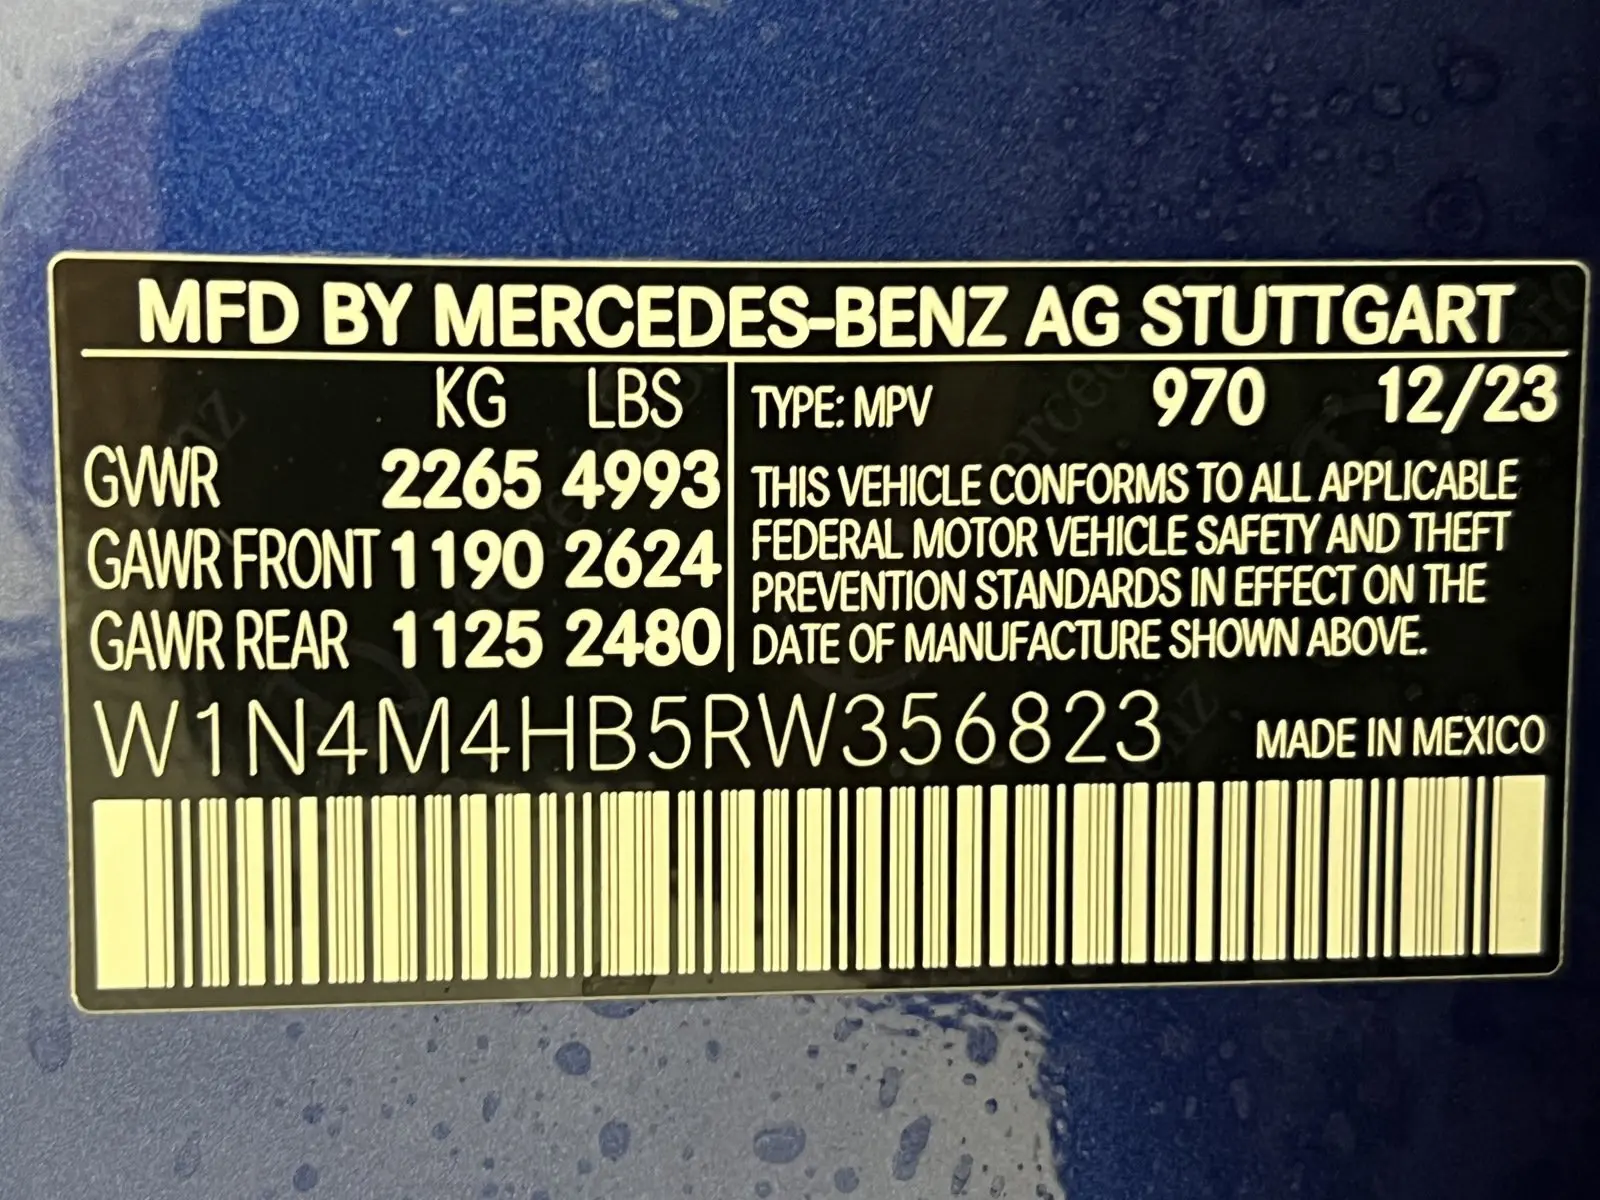 MFD BY MERCEDES-BENZ AG STUTTGART
KG LBS
GVWR 2265 4993
GAWR FRONT 1190 2624
GAWR REAR 1125 2480
TYPE: MPV 970 12/23
THIS VEHICLE CONFORMS TO ALL APPLICABLE
FEDERAL MOTOR VEHICLE SAFETY AND THEFT
PREVENTION STANDARDS IN EFFECT ON THE
DATE OF MANUFACTURE SHOWN ABOVE.
W1N4M4HB5RW356823
MADE IN MEXICO